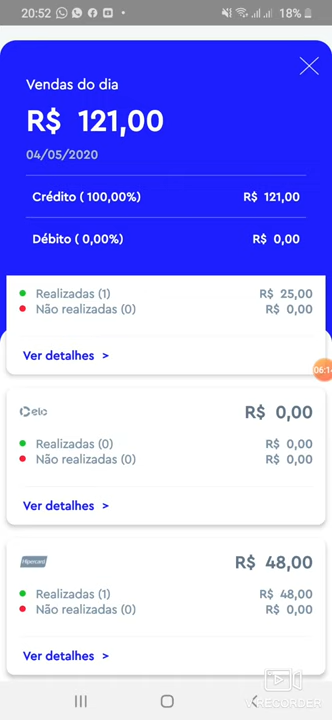 20:52
18%
Vendas do dia
R$ 121,00
04/05/2020
Crédito ( 100,00%) R$ 121,00
Débito ( 0,00%) R$ 0,00
Realizadas (1) R$ 25,00
Não realizadas (0) R$ 0,00
Ver detalhes >
06:14
elo R$ 0,00
Realizadas (0) R$ 0,00
Não realizadas (0) R$ 0,00
Ver detalhes >
Hipercard R$ 48,00
Realizadas (1) R$ 48,00
Não realizadas (0) R$ 0,00
Ver detalhes >
V RECORDER